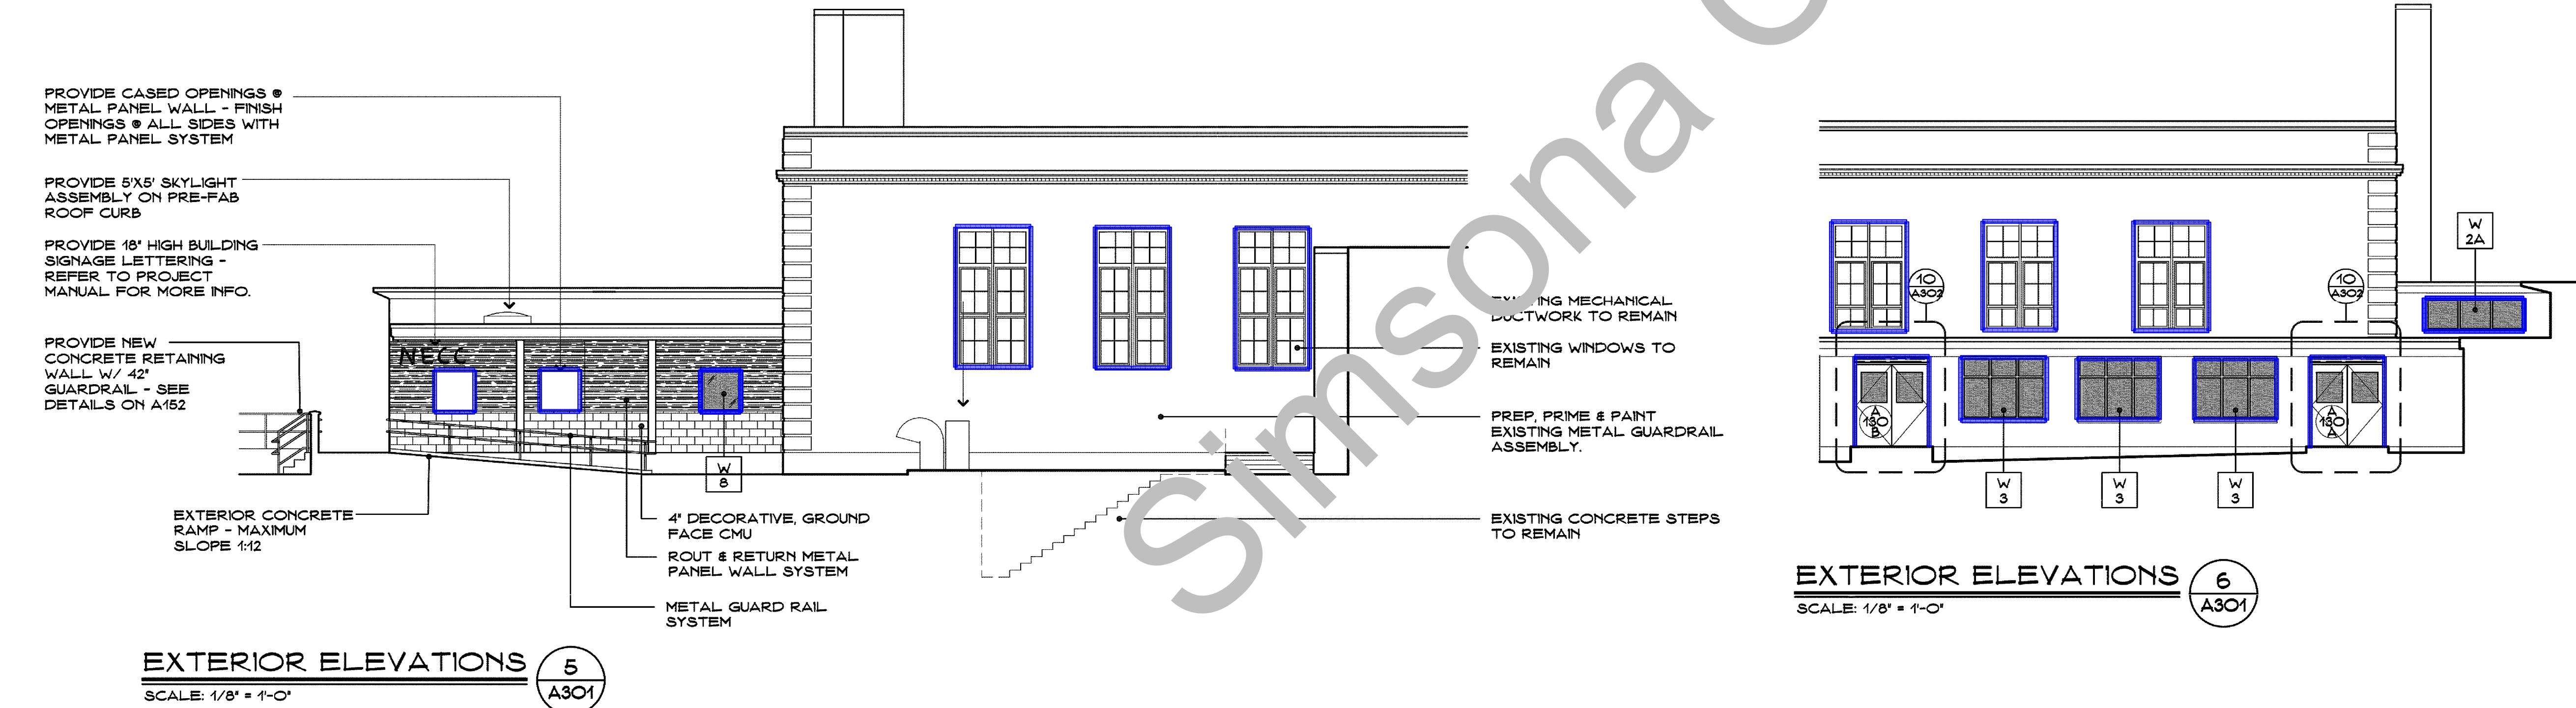 PROVIDE CASED OPENINGS @
METAL PANEL WALL - FINISH
OPENINGS @ ALL SIDES WITH
METAL PANEL SYSTEM
PROVIDE 5'X5' SKYLIGHT
ASSEMBLY ON PRE-FAB
ROOF CURB
PROVIDE 18" HIGH BUILDING
SIGNAGE LETTERING -
REFER TO PROJECT
MANUAL FOR MORE INFO.
PROVIDE NEW
CONCRETE RETAINING
WALL W/ 42"
GUARDRAIL - SEE
DETAILS ON A152
EXTERIOR CONCRETE
RAMP - MAXIMUM
SLOPE 1:12
NECC
W
8
4" DECORATIVE, GROUND
FACE CMU
ROUT & RETURN METAL
PANEL WALL SYSTEM
METAL GUARD RAIL
SYSTEM
EXTERIOR ELEVATIONS
SCALE: 1/8" = 1'-0"
5
A301
EXISTING MECHANICAL
DUCTWORK TO REMAIN
EXISTING WINDOWS TO
REMAIN
PREP, PRIME & PAINT
EXISTING METAL GUARDRAIL
ASSEMBLY.
EXISTING CONCRETE STEPS
TO REMAIN
Simsona
10
A302
10
A302
W
2A
A
130
B
A
130
A
W
3
W
3
W
3
EXTERIOR ELEVATIONS
SCALE: 1/8" = 1'-0"
6
A301